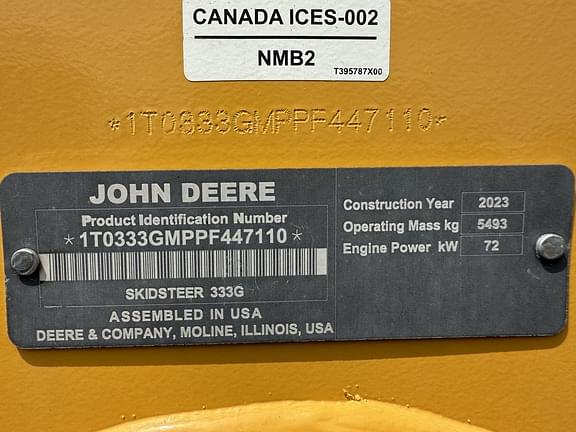 CANADA ICES-002
NMB2
T395787X00
*1T0333GMPPF447110*
JOHN DEERE
Product Identification Number
*1T0333GMPPF447110*
SKIDSTEER 333G
ASSEMBLED IN USA
DEERE & COMPANY, MOLINE, ILLINOIS, USA
Construction Year 2023
Operating Mass kg 5493
Engine Power kW 72